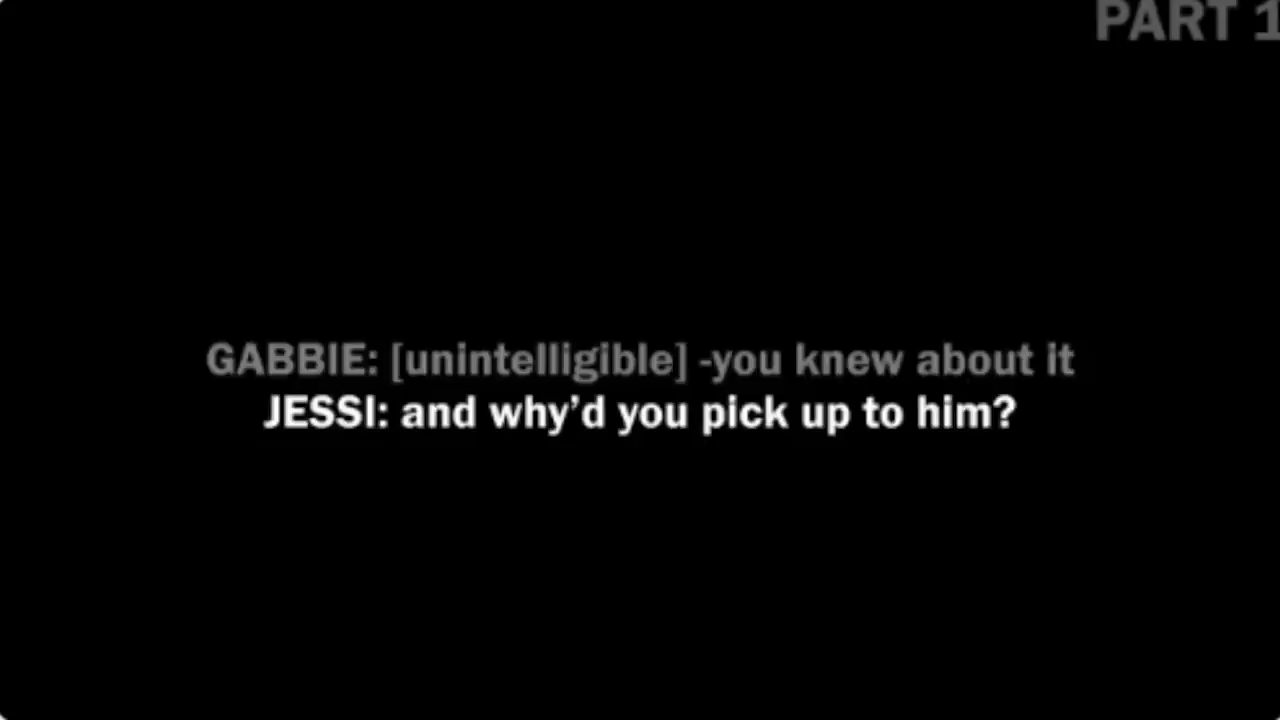 PART 1
GABBIE: [unintelligible] -you knew about it
JESSI: and why’d you pick up to him?